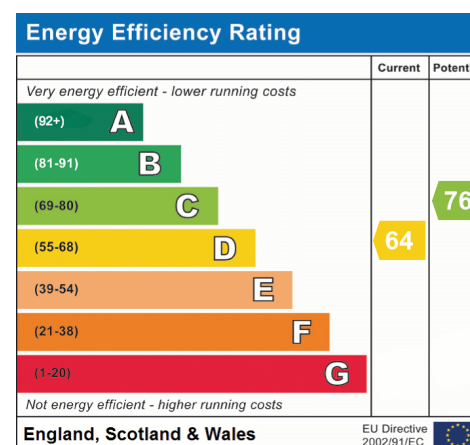 Energy Efficiency Rating
Current Potent
Very energy efficient - lower running costs
(92+) A
(81-91) B
(69-80) C
76
(55-68) D
64
(39-54) E
(21-38) F
(1-20) G
Not energy efficient - higher running costs
England, Scotland & Wales
EU Directive
2002/91/EC